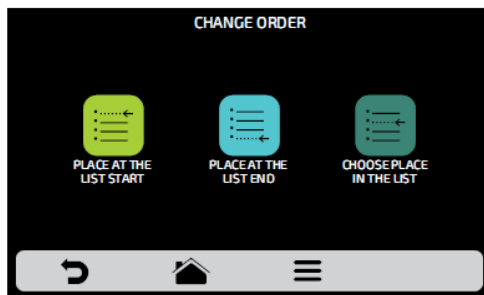 CHANGE ORDER
PLACE AT THE
LIST START
PLACE AT THE
LIST END
CHOOSE PLACE
IN THE LIST